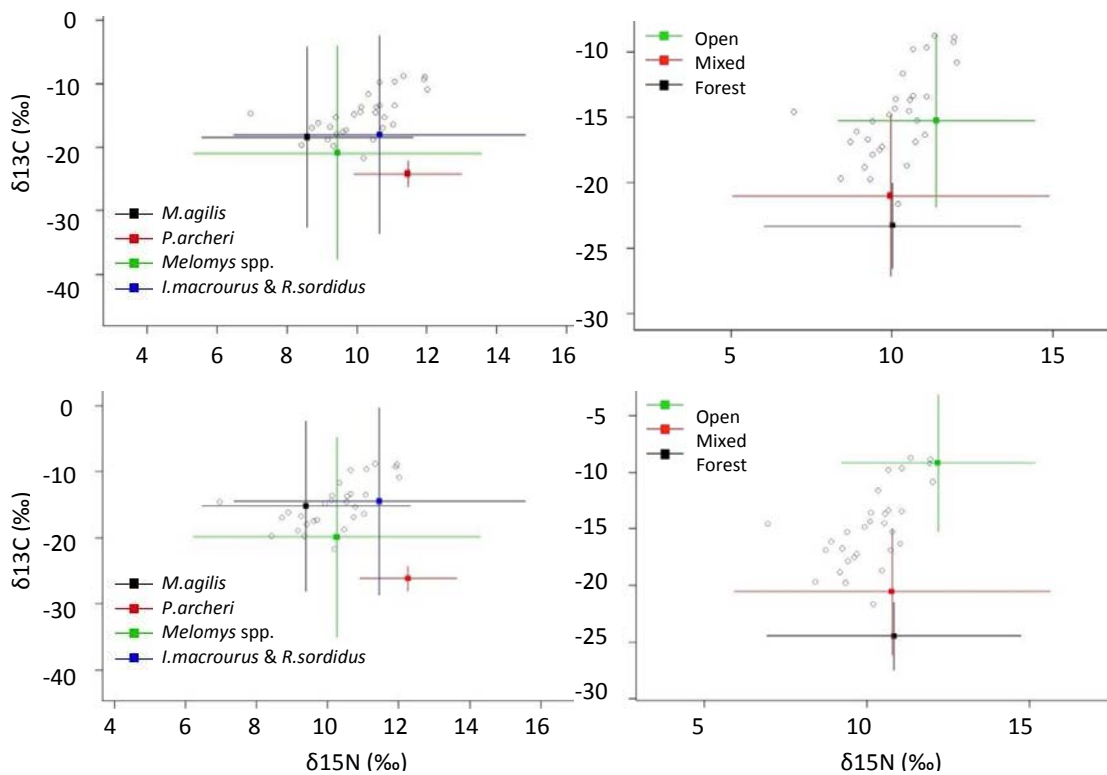 0
-10
-20
-30
-40
δ13C (‰)
M.agilis
P.archeri
Melomys spp.
I.macrourus & R.sordidus
4 6 8 10 12 14 16
-10
-15
-20
-25
-30
Open
Mixed
Forest
5 10 15
0
-10
-20
-30
-40
δ13C (‰)
M.agilis
P.archeri
Melomys spp.
I.macrourus & R.sordidus
4 6 8 10 12 14 16
δ15N (‰)
-5
-10
-15
-20
-25
-30
Open
Mixed
Forest
5 10 15
δ15N (‰)